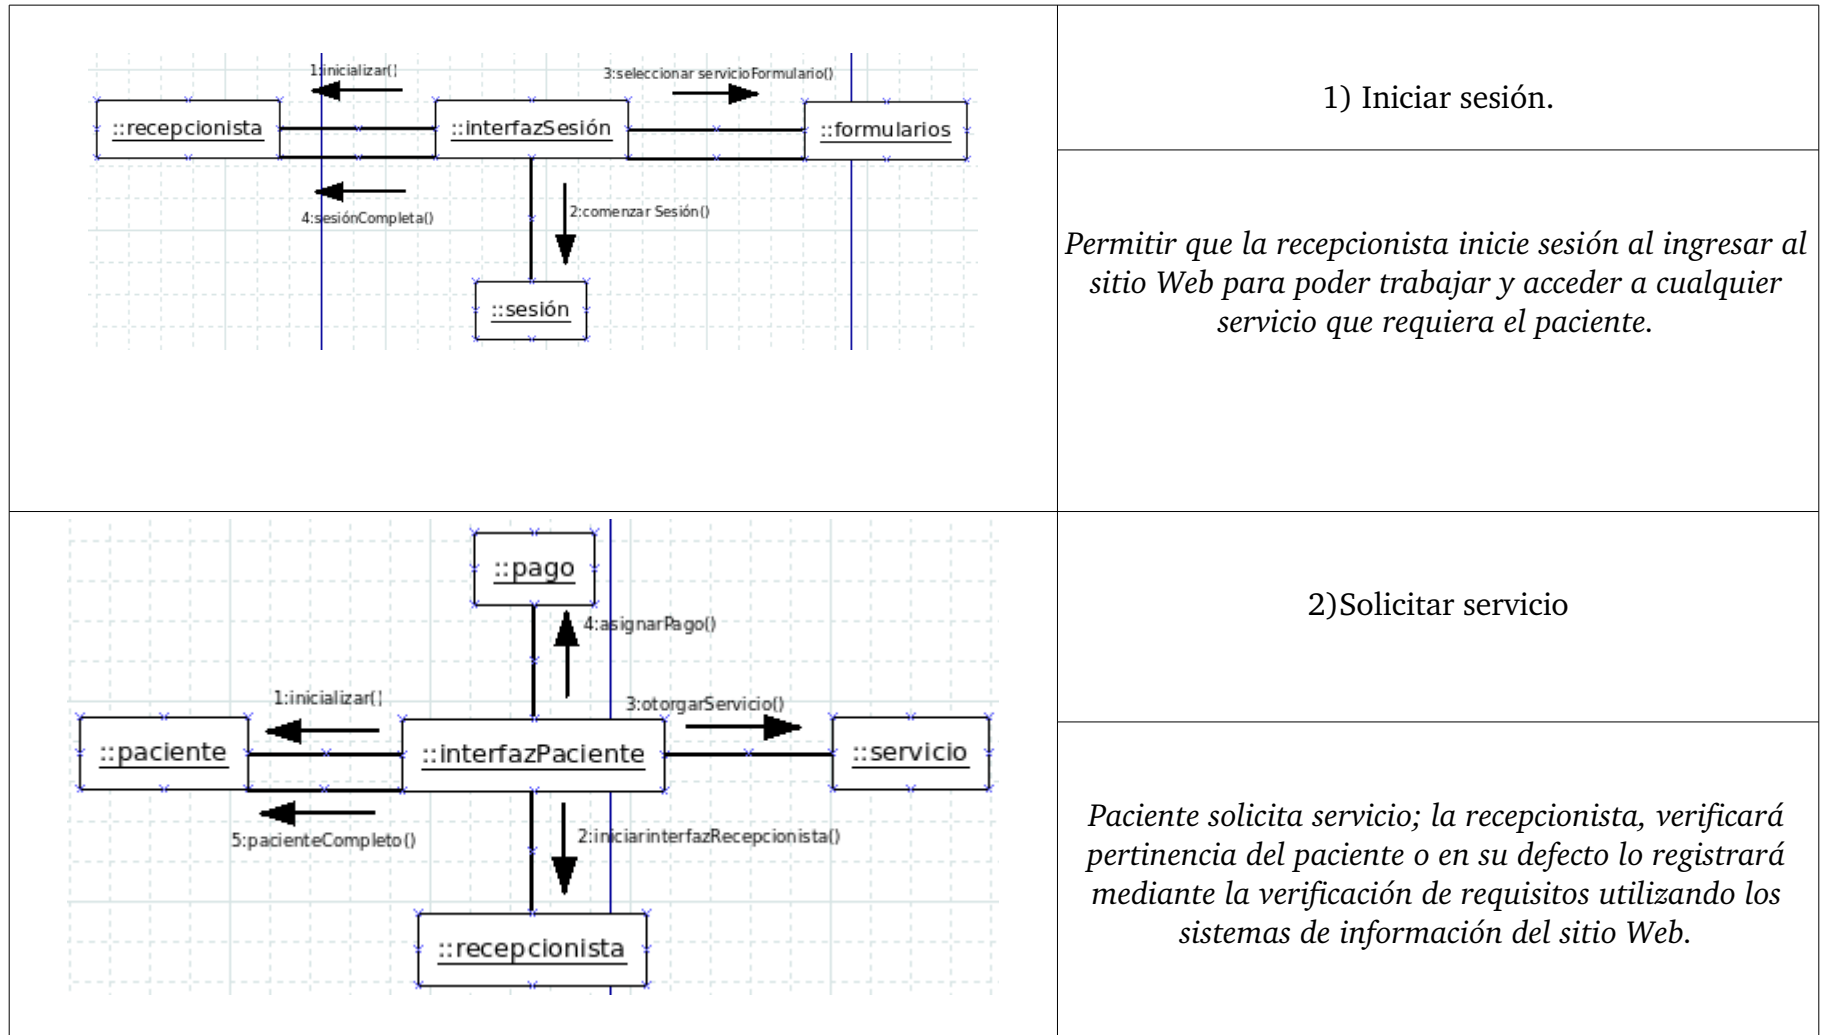 1:inicializar()
3:seleccionar servicioFormulario()
::recepcionista
::interfazSesión
::formularios
4:sesiónCompleta()
2:comenzar Sesión()
::sesión
1) Iniciar sesión.
Permitir que la recepcionista inicie sesión al ingresar al
sitio Web para poder trabajar y acceder a cualquier
servicio que requiera el paciente.
::pago
4:asignarPago()
1:inicializar()
3:otorgarServicio()
::paciente
::interfazPaciente
::servicio
5:pacienteCompleto()
2:iniciarinterfazRecepcionista()
::recepcionista
2)Solicitar servicio
Paciente solicita servicio; la recepcionista, verificará
pertinencia del paciente o en su defecto lo registrará
mediante la verificación de requisitos utilizando los
sistemas de información del sitio Web.